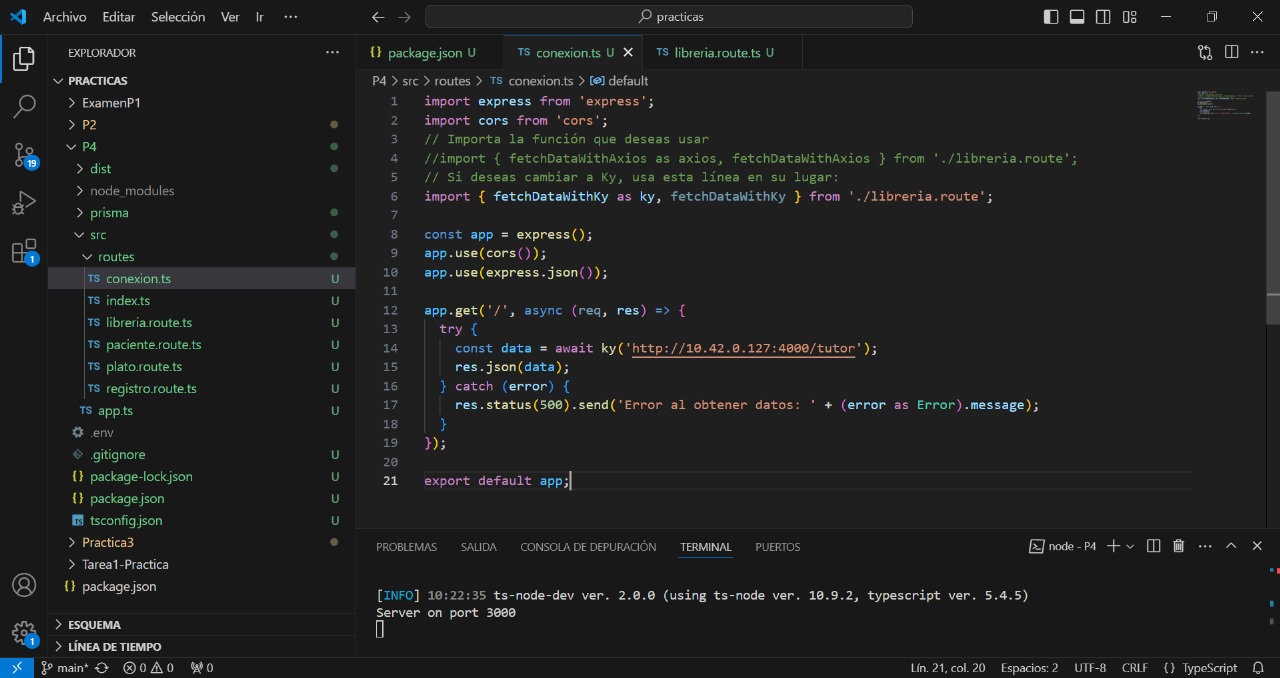 Archivo Editar Selección Ver Ir ···
practicas
EXPLORADOR ···
PRACTICAS
ExamenP1
P2
P4
dist
node_modules
prisma
src
routes
TS conexion.ts U
TS index.ts U
TS libreria.route.ts U
TS paciente.route.ts U
TS plato.route.ts U
TS registro.route.ts U
TS app.ts U
.env
.gitignore U
{} package-lock.json U
{} package.json U
TS tsconfig.json U
Practica3
Tarea1-Practica
{} package.json
ESQUEMA
LÍNEA DE TIEMPO
19
1
1
{} package.json U TS conexion.ts U TS libreria.route.ts U
P4 > src > routes > TS conexion.ts > default
1 import express from 'express';
2 import cors from 'cors';
3 // Importa la función que deseas usar
4 //import { fetchDataWithAxios as axios, fetchDataWithAxios } from './libreria.route';
5 // Si deseas cambiar a Ky, usa esta línea en su lugar:
6 import { fetchDataWithKy as ky, fetchDataWithKy } from './libreria.route';
7
8 const app = express();
9 app.use(cors());
10 app.use(express.json());
11
12 app.get('/', async (req, res) => {
13 try {
14 const data = await ky('http://10.42.0.127:4000/tutor');
15 res.json(data);
16 } catch (error) {
17 res.status(500).send('Error al obtener datos: ' + (error as Error).message);
18 }
19 });
20
21 export default app;
PROBLEMAS SALIDA CONSOLA DE DEPURACIÓN TERMINAL PUERTOS
node - P4
[INFO] 10:22:35 ts-node-dev ver. 2.0.0 (using ts-node ver. 10.9.2, typescript ver. 5.4.5)
Server on port 3000
main* 0 0 0 Lín. 21, col. 20 Espacios: 2 UTF-8 CRLF {} TypeScript